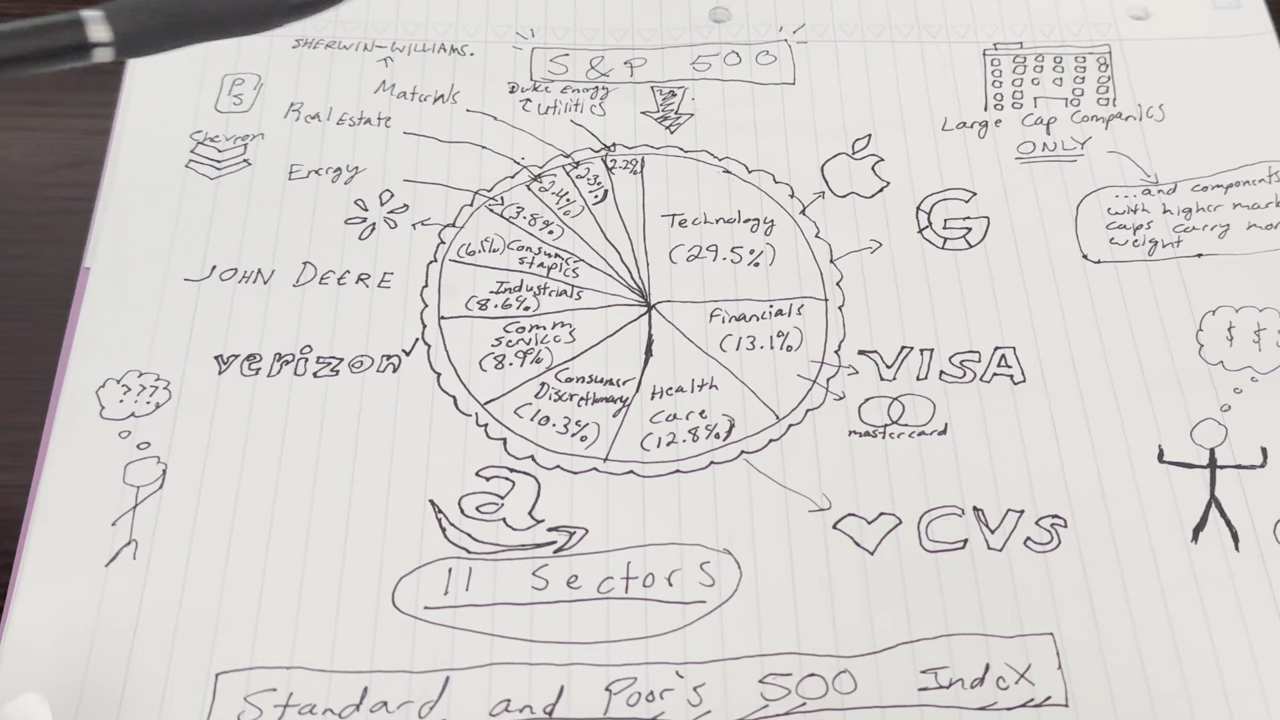 SHERWIN-WILLIAMS.
S & P 500
PS
Materials
Duke Energy
Utilities
Real Estate
Large Cap Companies
ONLY
Chevron
Energy
2.2%
2.3%
(2.4%)
(3.8%)
Technology
(29.5%)
G
...and components
with higher mark
caps carry mor
weight
(6.%) Consumer
staples
JOHN DEERE
Industrials
(8.6%)
Financials
(13.1%)
Comm
services
(8.9%)
verizon
VISA
???
$ $
Consumer
Discretionary
(10.3%)
Health
Care
(12.8%)
mastercard
a
CVS
11 Sectors
Standard and Poor's 500 Index